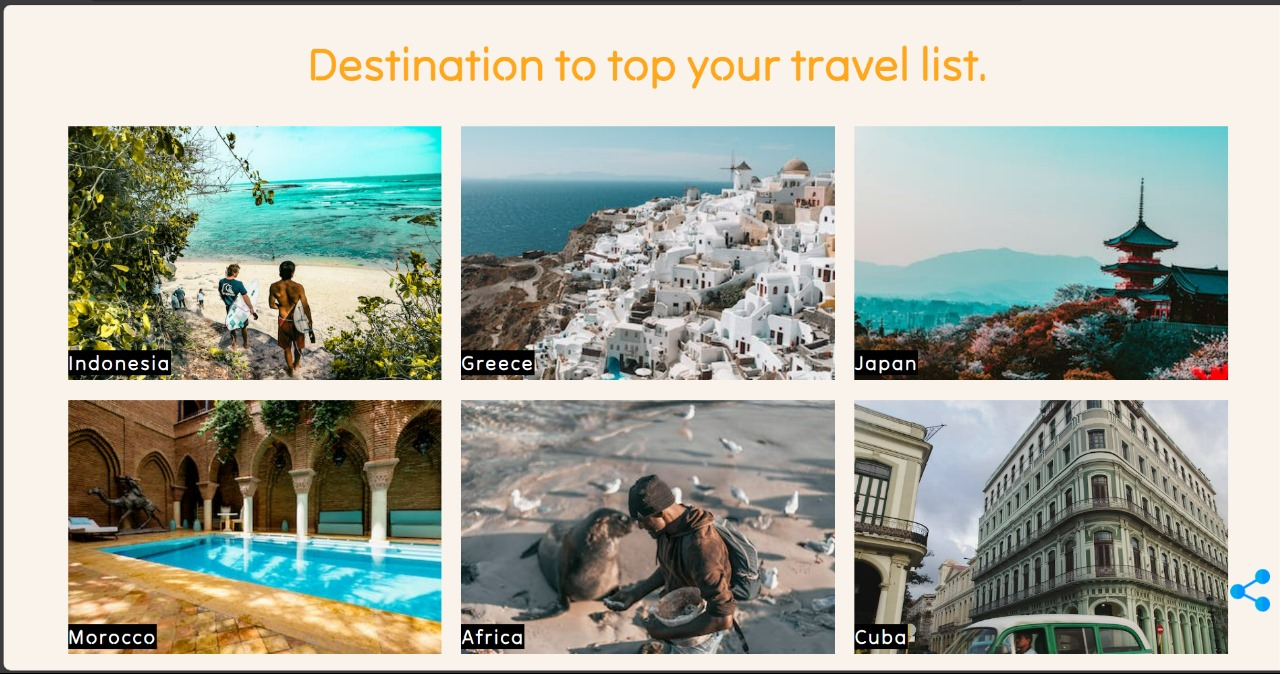 Destination to top your travel list.
Indonesia
Greece
Japan
Morocco
Africa
Cuba